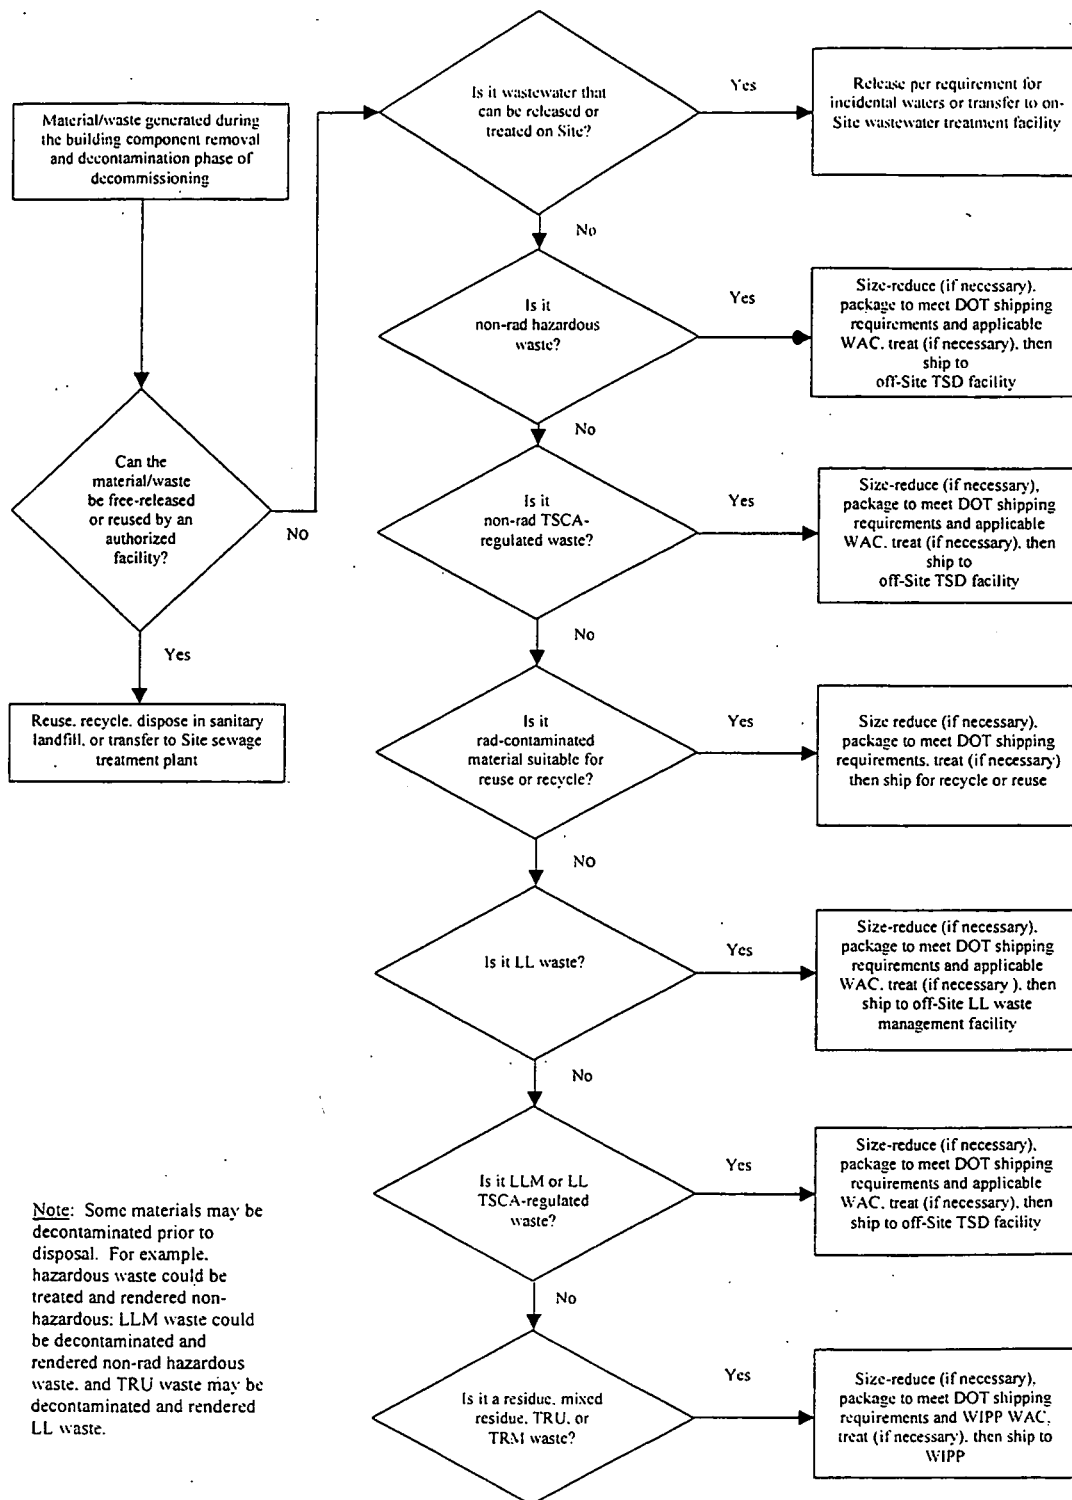 Material/waste generated during
the building component removal
and decontamination phase of
decommissioning
Can the
material/waste
be free-released
or reused by an
authorized
facility?
No
Yes
Reuse, recycle, dispose in sanitary
landfill, or transfer to Site sewage
treatment plant
Is it wastewater that
can be released or
treated on Site?
Yes
Release per requirement for
incidental waters or transfer to on-
Site wastewater treatment facility
No
Is it
non-rad hazardous
waste?
Yes
Size-reduce (if necessary),
package to meet DOT shipping
requirements and applicable
WAC, treat (if necessary), then
ship to
off-Site TSD facility
No
Is it
non-rad TSCA-
regulated waste?
Yes
Size-reduce (if necessary),
package to meet DOT shipping
requirements and applicable
WAC, treat (if necessary), then
ship to
off-Site TSD facility
No
Is it
rad-contaminated
material suitable for
reuse or recycle?
Yes
Size reduce (if necessary),
package to meet DOT shipping
requirements, treat (if necessary)
then ship for recycle or reuse
No
Is it LL waste?
Yes
Size-reduce (if necessary),
package to meet DOT shipping
requirements and applicable
WAC, treat (if necessary ), then
ship to off-Site LL waste
management facility
No
Is it LLM or LL
TSCA-regulated
waste?
Yes
Size-reduce (if necessary),
package to meet DOT shipping
requirements and applicable
WAC, treat (if necessary), then
ship to off-Site TSD facility
No
Is it a residue, mixed
residue, TRU, or
TRM waste?
Yes
Size-reduce (if necessary),
package to meet DOT shipping
requirements and WIPP WAC,
treat (if necessary), then ship to
WIPP
Note: Some materials may be
decontaminated prior to
disposal. For example,
hazardous waste could be
treated and rendered non-
hazardous; LLM waste could
be decontaminated and
rendered non-rad hazardous
waste, and TRU waste may be
decontaminated and rendered
LL waste.